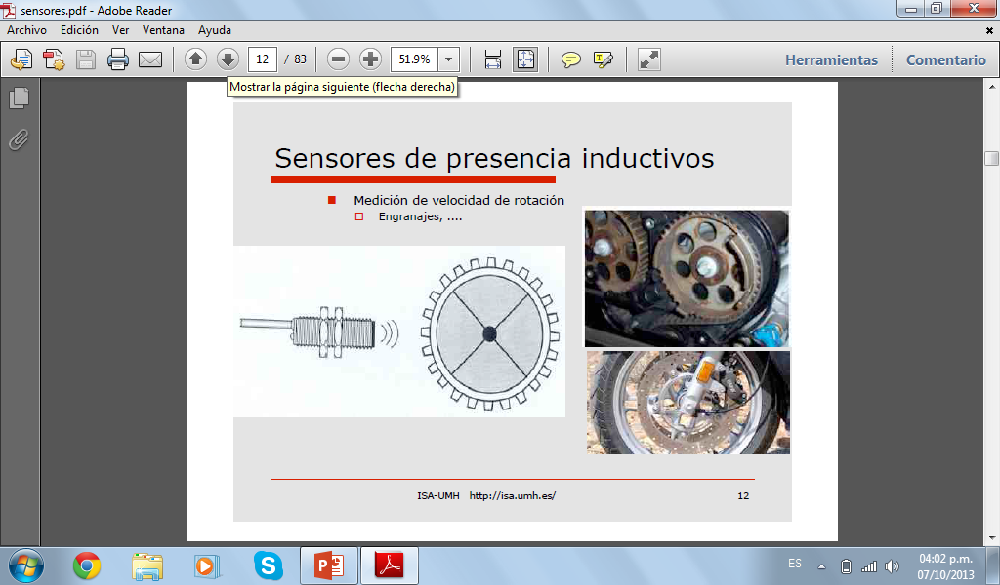 sensores.pdf - Adobe Reader
Archivo Edición Ver Ventana Ayuda
12 / 83 51.9% Herramientas Comentario
Mostrar la página siguiente (flecha derecha)
Sensores de presencia inductivos
Medición de velocidad de rotación
Engranajes, ....
ISA-UMH http://isa.umh.es/ 12
ES 04:02 p.m.
07/10/2013